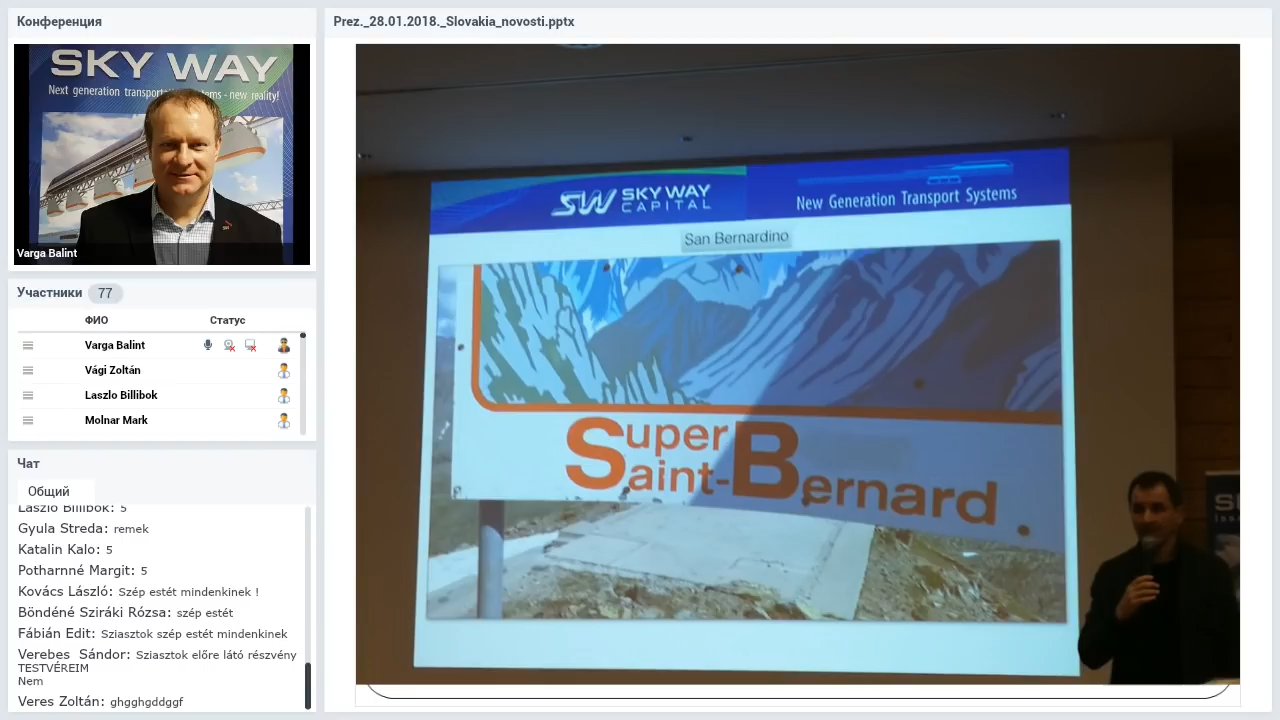 Конференция
SKY WAY
Next generation transportation systems - new reality!
Varga Balint
Участники 77
ФИО Статус
Varga Balint
Vági Zoltán
Laszlo Billibok
Molnar Mark
Чат
Общий
Laszlo Billibok: 5
Gyula Streda: remek
Katalin Kalo: 5
Potharnné Margit: 5
Kovács László: Szép estét mindenkinek !
Böndéné Sziráki Rózsa: szép estét
Fábián Edit: Sziasztok szép estét mindenkinek
Verebes Sándor: Sziasztok előre látó részvény
TESTVÉREIM
Nem
Veres Zoltán: ghgghgddggf
Prez._28.01.2018._Slovakia_novosti.pptx
SW SKY WAY
CAPITAL
New Generation Transport Systems
San Bernardino
Super
Saint-Bernard